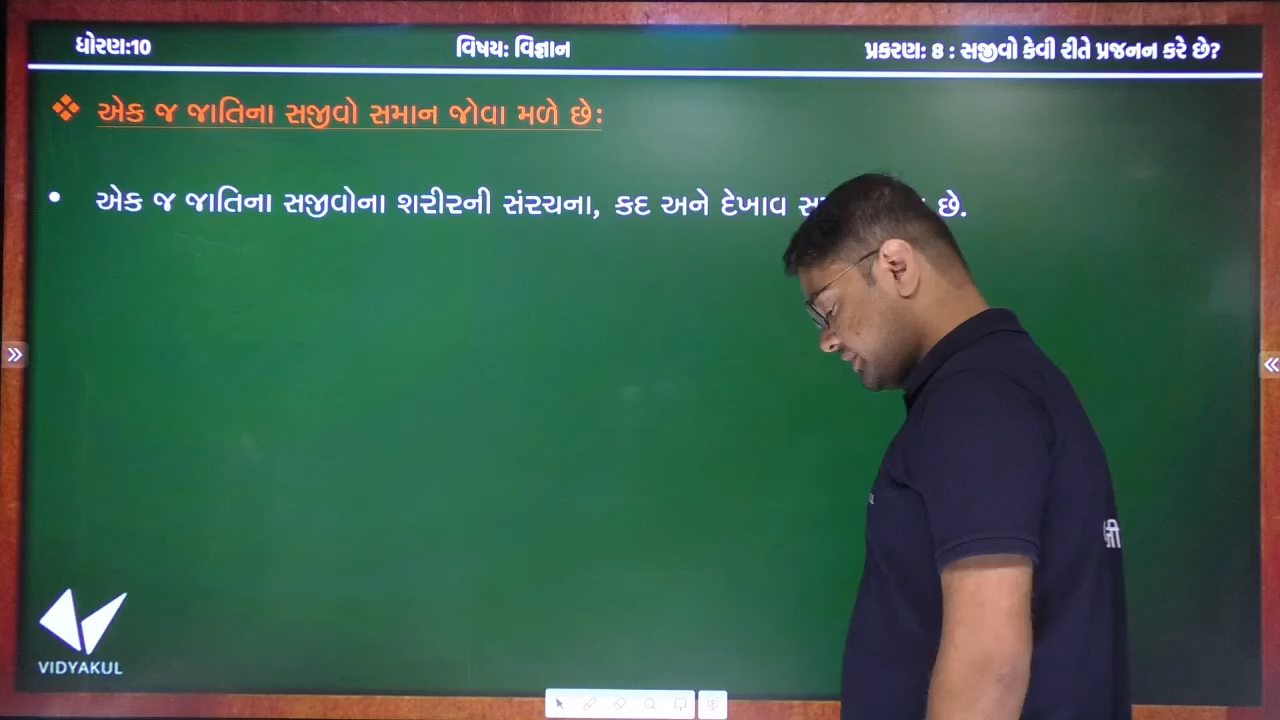 ધોરણ:10 વિષય: વિજ્ઞાન પ્રકરણ: 8 : સજીવો કેવી રીતે પ્રજનન કરે છે?
❖ એક જ જાતિના સજીવો સમાન જોવા મળે છે:
• એક જ જાતિના સજીવોના શરીરની સંરચના, કદ અને દેખાવ છે.
VIDYAKUL